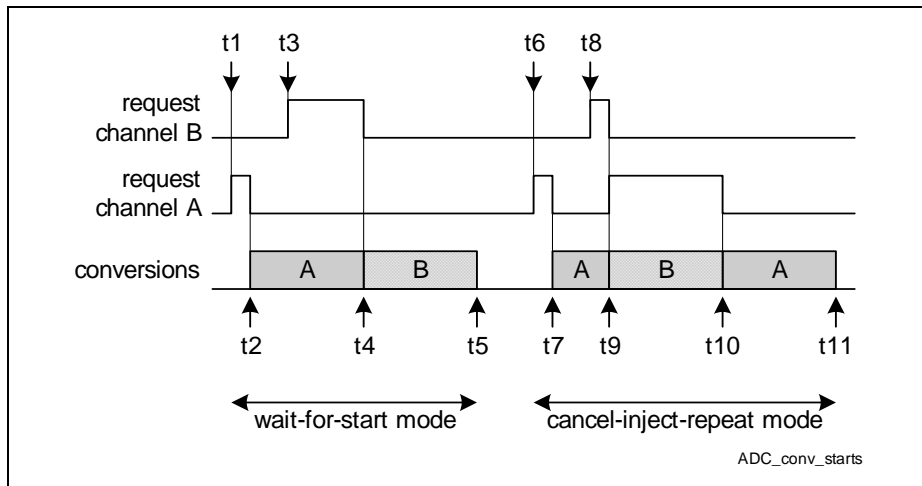 t1 t3 t6 t8
request
channel B
request
channel A
conversions A B A B A
t2 t4 t5 t7 t9 t10 t11
wait-for-start mode cancel-inject-repeat mode
ADC_conv_starts